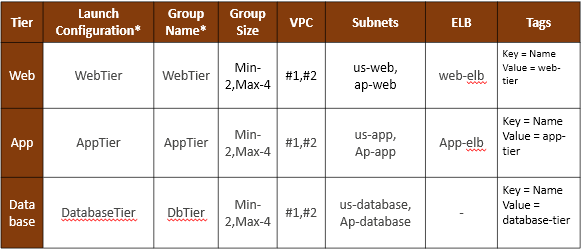 Tier
Launch
Configuration*
Group
Name*
Group
Size
VPC
Subnets
ELB
Tags
Web
WebTier
WebTier
Min-
2,Max-4
#1,#2
us-web,
ap-web
web-elb
Key = Name
Value = web-
tier
App
AppTier
AppTier
Min-
2,Max-4
#1,#2
us-app,
Ap-app
App-elb
Key = Name
Value = app-
tier
Data
base
DatabaseTier
DbTier
Min-
2,Max-4
#1,#2
us-database,
Ap-database
-
Key = Name
Value =
database-tier